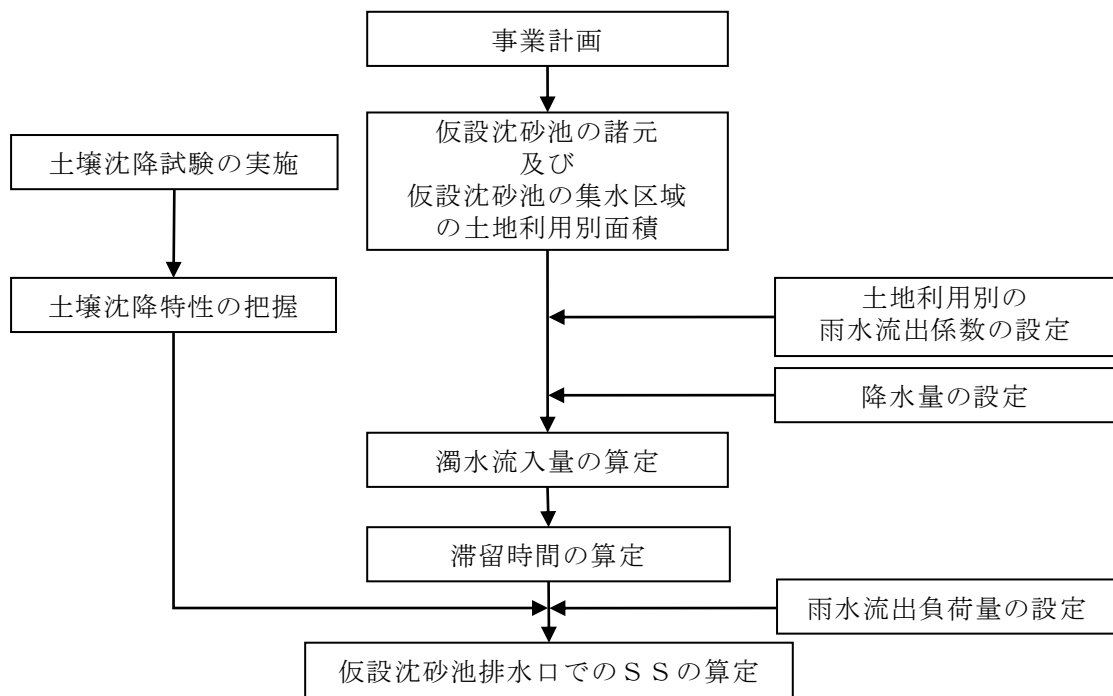 事業計画
仮設沈砂池の諸元
及び
仮設沈砂池の集水区域
の土地利用別面積
土壌沈降試験の実施
土壌沈降特性の把握
土地利用別の
雨水流出係数の設定
降水量の設定
濁水流入量の算定
滞留時間の算定
雨水流出負荷量の設定
仮設沈砂池排水口でのＳＳの算定